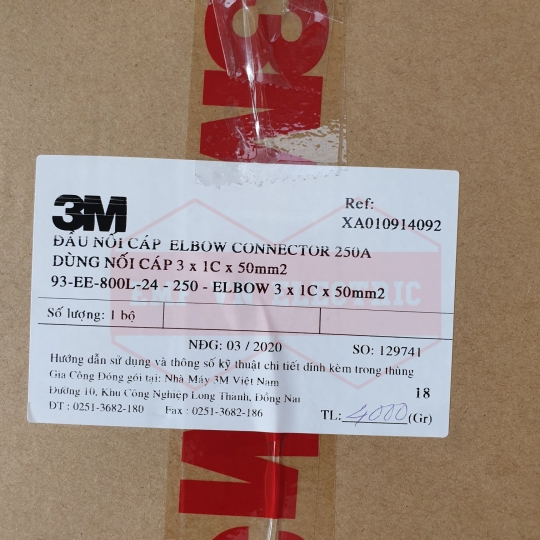 3M
3M
Ref:
XA010914092
ĐẦU NỐI CÁP ELBOW CONNECTOR 250A
DÙNG NỐI CÁP 3 x 1C x 50mm2
93-EE-800L-24 - 250 - ELBOW 3 x 1C x 50mm2
EMP VN ELECTRIC
Số lượng: 1 bộ
NĐG: 03 / 2020
SO: 129741
Hướng dẫn sử dụng và thông số kỹ thuật chi tiết đính kèm trong thùng
Gia Công Đóng gói tại: Nhà Máy 3M Việt Nam
Đường 10, Khu Công Nghiệp Long Thành, Đồng Nai
18
ĐT : 0251-3682-180 Fax : 0251-3682-186
TL: 4000 (Gr)